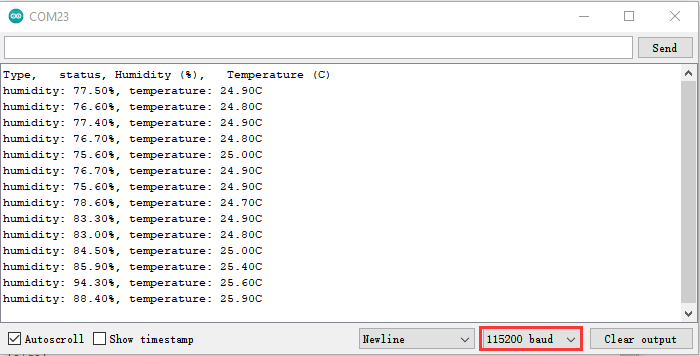 COM23
Send
Type,   status, Humidity (%),   Temperature (C)
humidity: 77.50%, temperature: 24.90C
humidity: 76.60%, temperature: 24.80C
humidity: 77.40%, temperature: 24.90C
humidity: 76.70%, temperature: 24.80C
humidity: 75.60%, temperature: 25.00C
humidity: 76.70%, temperature: 24.90C
humidity: 75.60%, temperature: 24.90C
humidity: 78.60%, temperature: 24.70C
humidity: 83.30%, temperature: 24.90C
humidity: 83.00%, temperature: 24.80C
humidity: 84.50%, temperature: 25.00C
humidity: 85.90%, temperature: 25.40C
humidity: 94.30%, temperature: 25.60C
humidity: 88.40%, temperature: 25.90C
Autoscroll Show timestamp Newline 115200 baud Clear output